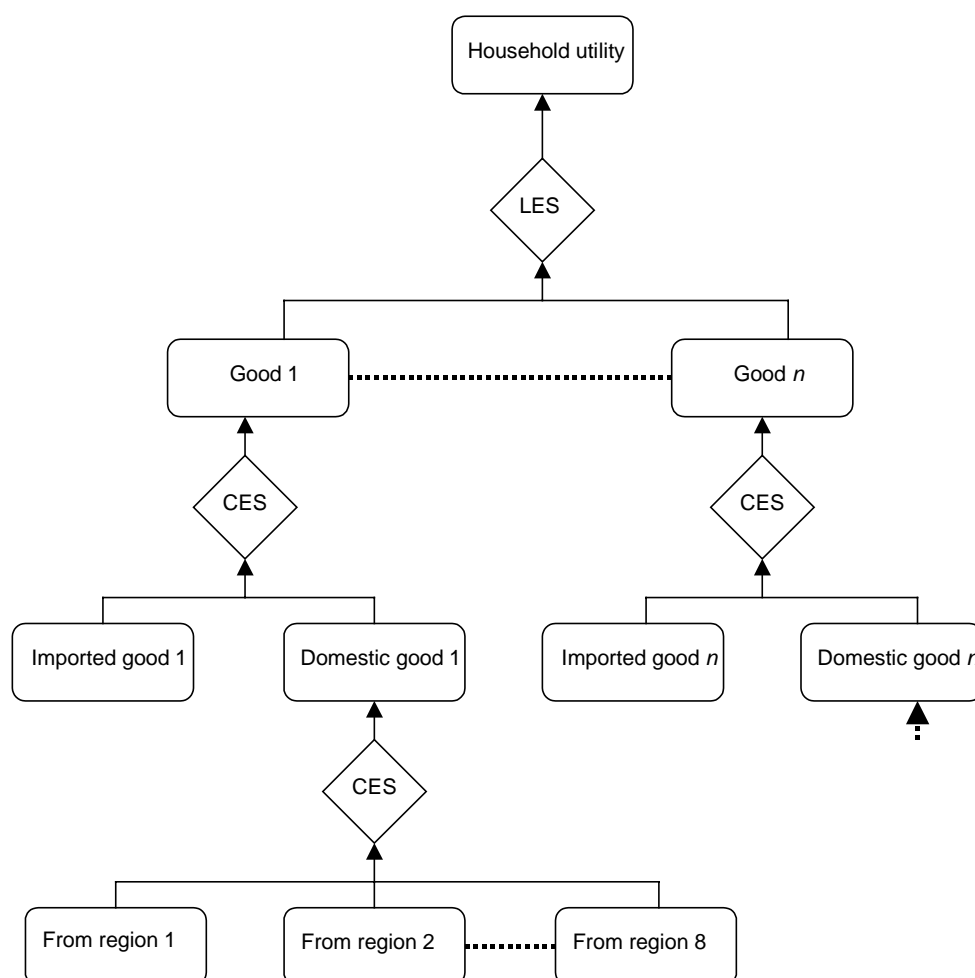 Household utility
LES
Good 1
Good n
CES
CES
Imported good 1
Domestic good 1
Imported good n
Domestic good n
CES
From region 1
From region 2
From region 8